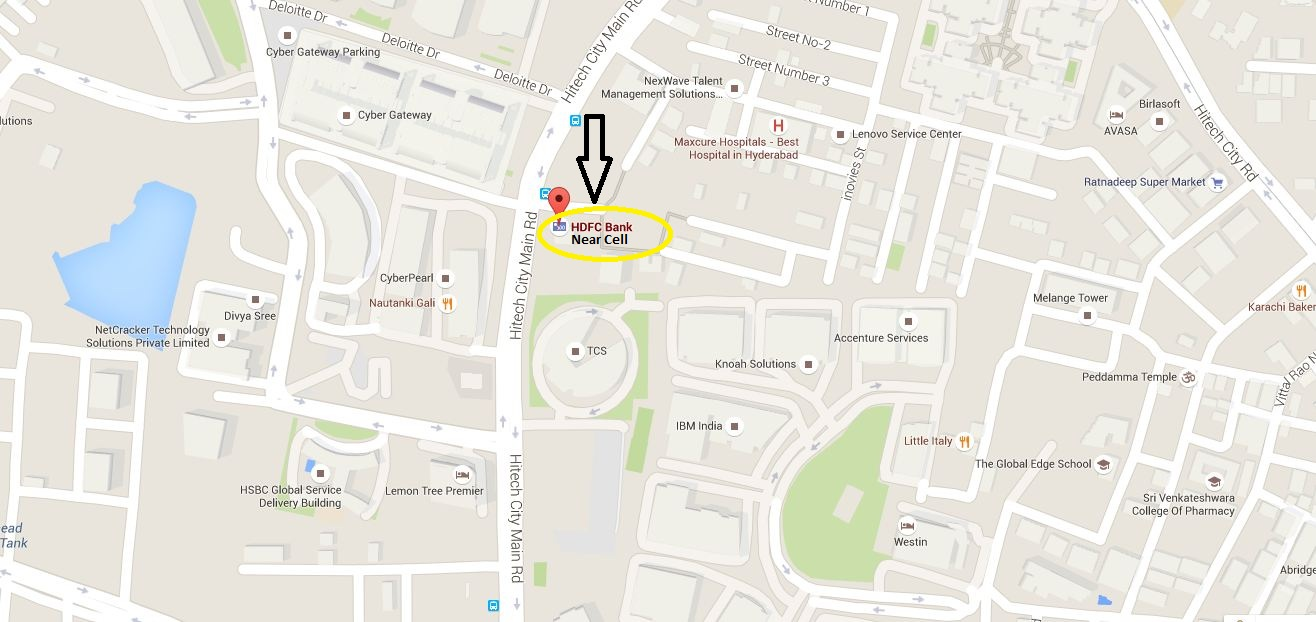 Deloitte Dr
Deloitte Dr
Deloitte Dr
Cyber Gateway Parking
Cyber Gateway
Hitech City Main Rd
Number 1
Street No-2
Street Number 3
NexWave Talent
Management Solutions...
Maxcure Hospitals - Best
Hospital in Hyderabad
Lenovo Service Center
inovies St
AVASA
Birlasoft
Hitech City Rd
Ratnadeep Super Market
lutions
HDFC Bank
Near Cell
Hitech City Main Rd
CyberPearl
Nautanki Gali
Divya Sree
NetCracker Technology
Solutions Private Limited
TCS
Knoah Solutions
Accenture Services
Melange Tower
Karachi Baker
Peddamma Temple
Vittal Rao N
IBM India
Little Italy
The Global Edge School
Sri Venkateshwara
College Of Pharmacy
HSBC Global Service
Delivery Building
Lemon Tree Premier
Hitech City Main Rd
Westin
ead
Tank
Abridge